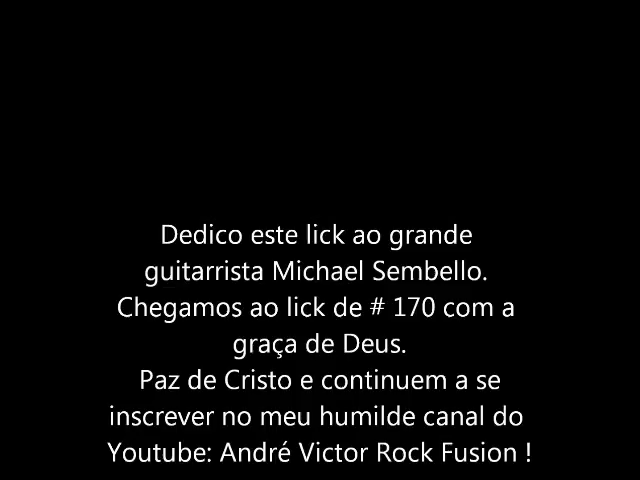 Dedico este lick ao grande
guitarrista Michael Sembello.
Chegamos ao lick de # 170 com a
graça de Deus.
Paz de Cristo e continuem a se
inscrever no meu humilde canal do
Youtube: André Victor Rock Fusion !